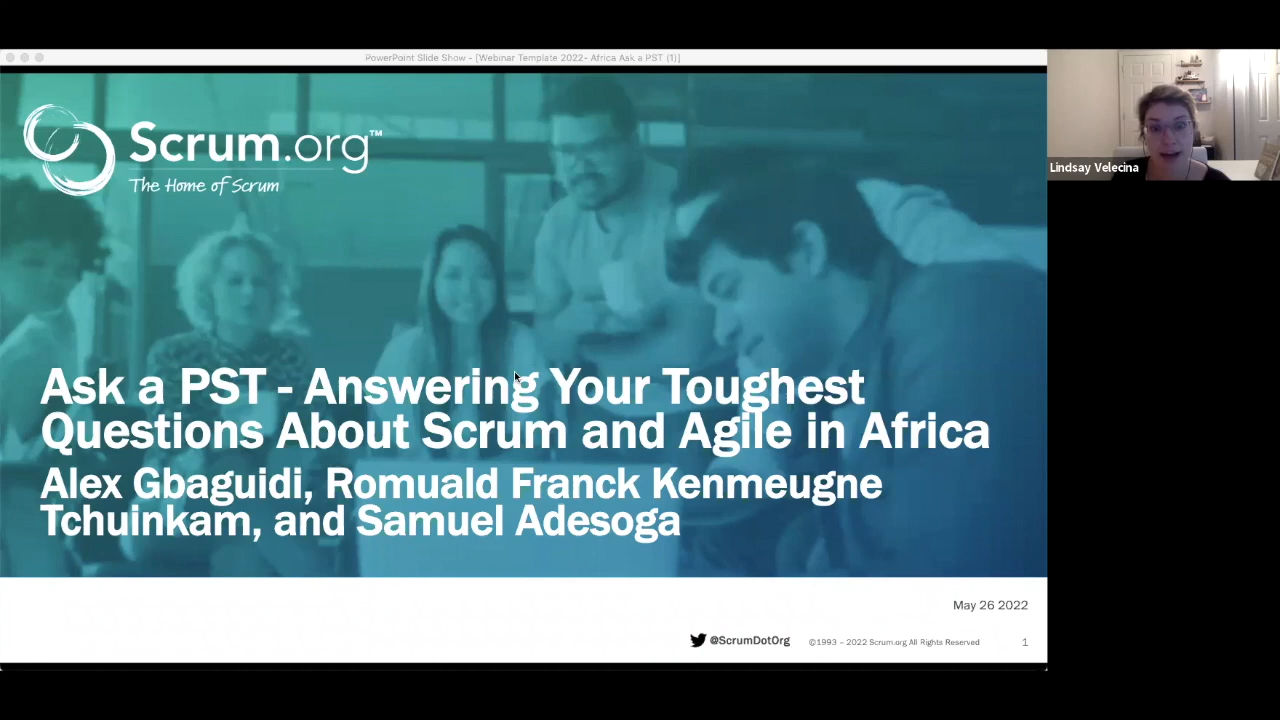 PowerPoint Slide Show - [Webinar Template 2022- Africa Ask a PST (1)]
Scrum.org™
The Home of Scrum
Lindsay Velecina
Ask a PST - Answering Your Toughest
Questions About Scrum and Agile in Africa
Alex Gbaguidi, Romuald Franck Kenmeugne
Tchuinkam, and Samuel Adesoga
May 26 2022
@ScrumDotOrg
©1993 – 2022 Scrum.org All Rights Reserved
1